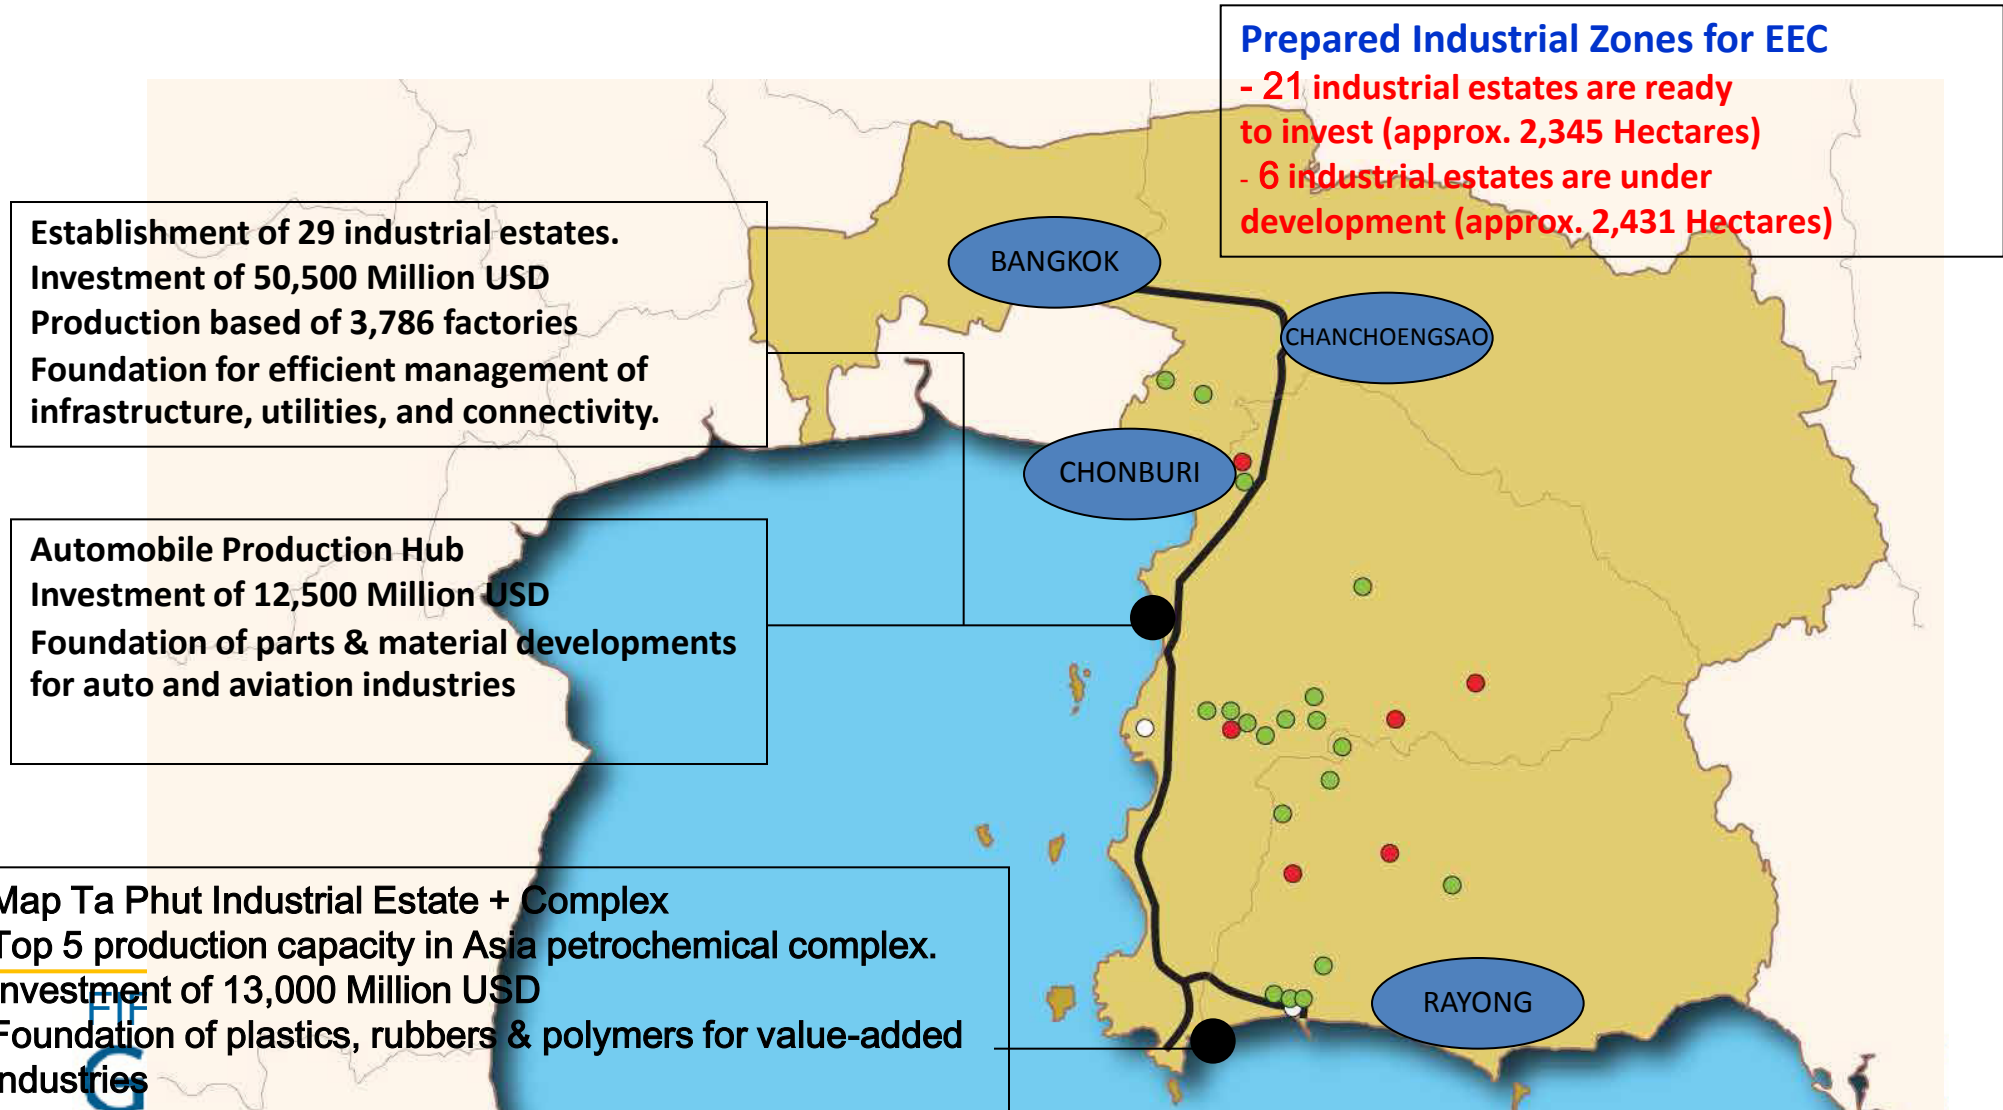 Prepared Industrial Zones for EEC
- 21 industrial estates are ready
to invest (approx. 2,345 Hectares)
- 6 industrial estates are under
development (approx. 2,431 Hectares)
Establishment of 29 industrial estates.
Investment of 50,500 Million USD
Production based of 3,786 factories
Foundation for efficient management of
infrastructure, utilities, and connectivity.
BANGKOK
CHANCHOENGSAO
CHONBURI
Automobile Production Hub
Investment of 12,500 Million USD
Foundation of parts & material developments
for auto and aviation industries
Map Ta Phut Industrial Estate + Complex
Top 5 production capacity in Asia petrochemical complex.
Investment of 13,000 Million USD
Foundation of plastics, rubbers & polymers for value-added
industries
RAYONG